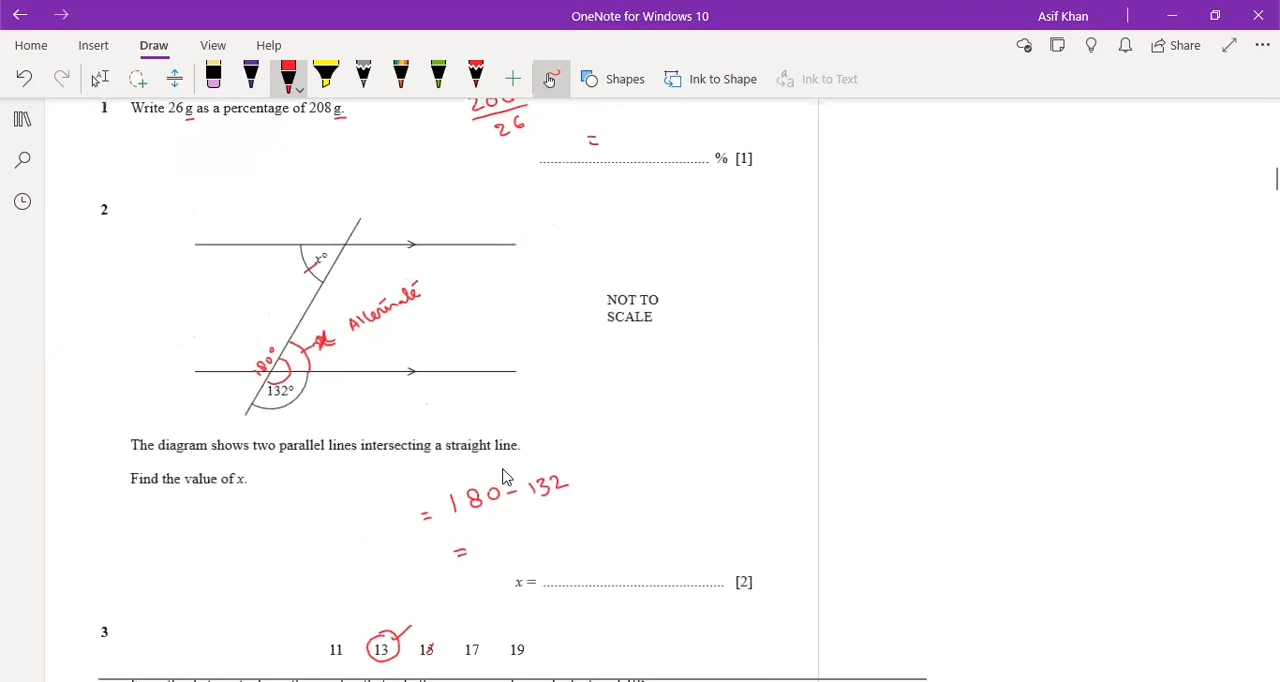 OneNote for Windows 10
Asif Khan
Home Insert Draw View Help
Share
Shapes
Ink to Shape
Ink to Text
1 Write 26 g as a percentage of 208 g.
26
=
% [1]
2
x°
Alternate
x
180°
132°
NOT TO
SCALE
The diagram shows two parallel lines intersecting a straight line.
Find the value of x.
= 180 - 132
=
x = [2]
3
11 13 15 17 19